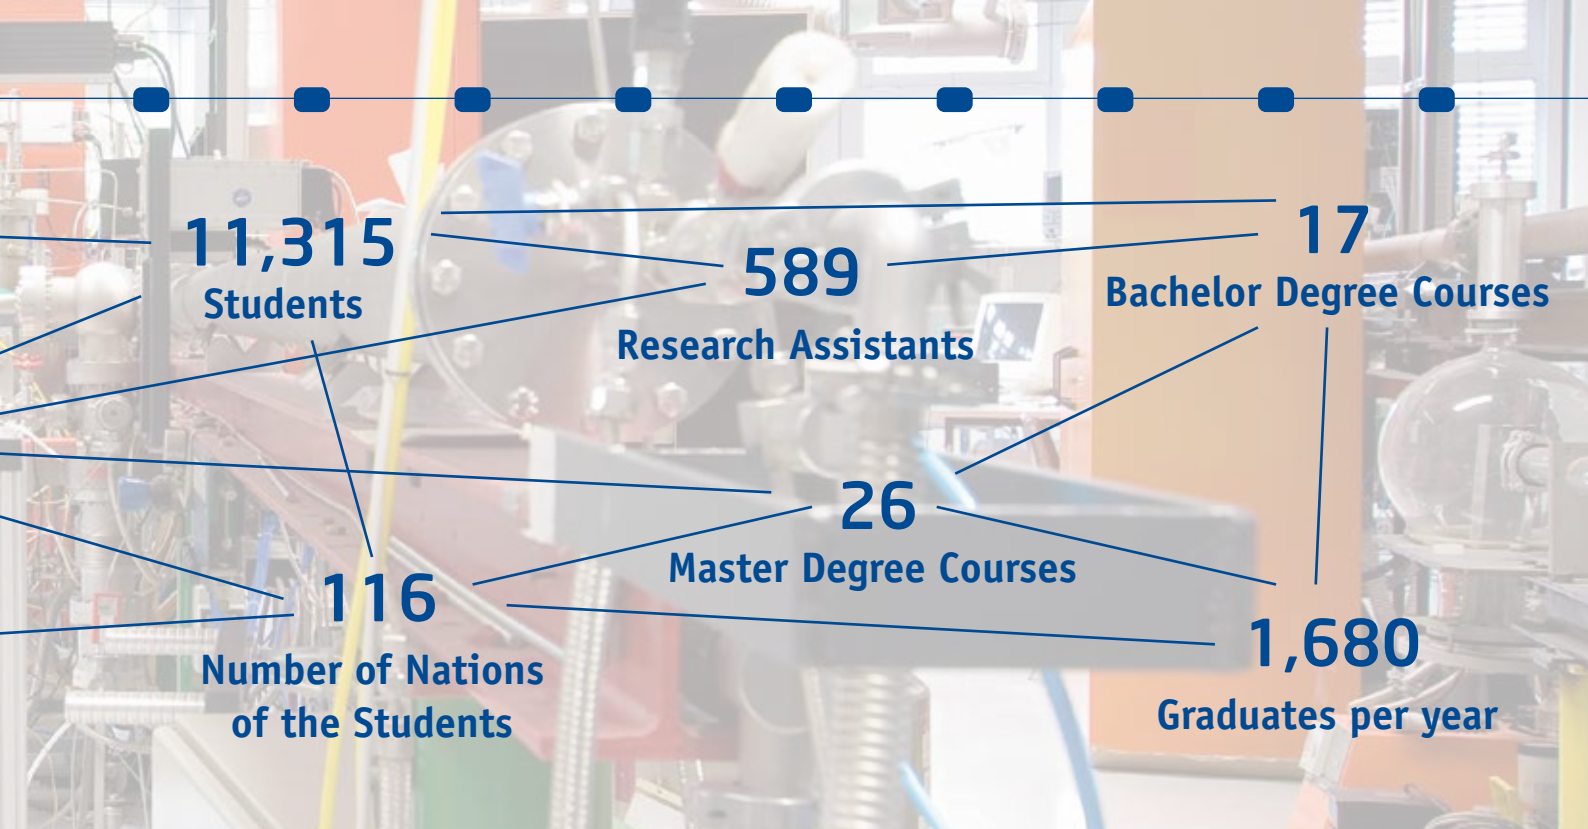 11,315
Students
589
Research Assistants
17
Bachelor Degree Courses
26
Master Degree Courses
116
Number of Nations
of the Students
1,680
Graduates per year